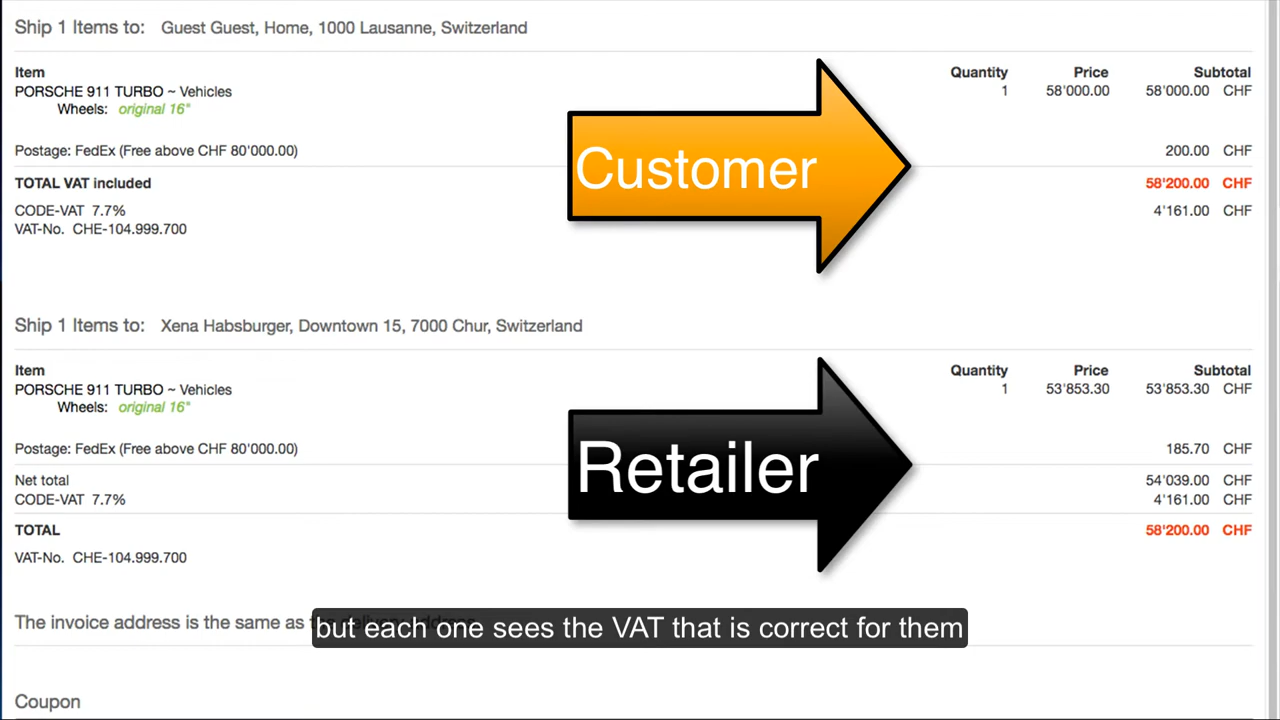 Ship 1 Items to: Guest Guest, Home, 1000 Lausanne, Switzerland
Item Quantity Price Subtotal
PORSCHE 911 TURBO ~ Vehicles 1 58'000.00 58'000.00 CHF
Wheels: original 16"
Customer
Postage: FedEx (Free above CHF 80'000.00) 200.00 CHF
TOTAL VAT included 58'200.00 CHF
CODE-VAT 7.7% 4'161.00 CHF
VAT-No. CHE-104.999.700
Ship 1 Items to: Xena Habsburger, Downtown 15, 7000 Chur, Switzerland
Item Quantity Price Subtotal
PORSCHE 911 TURBO ~ Vehicles 1 53'853.30 53'853.30 CHF
Wheels: original 16"
Retailer
Postage: FedEx (Free above CHF 80'000.00) 185.70 CHF
Net total 54'039.00 CHF
CODE-VAT 7.7% 4'161.00 CHF
TOTAL 58'200.00 CHF
VAT-No. CHE-104.999.700
The invoice address is the same as
but each one sees the VAT that is correct for them
Coupon